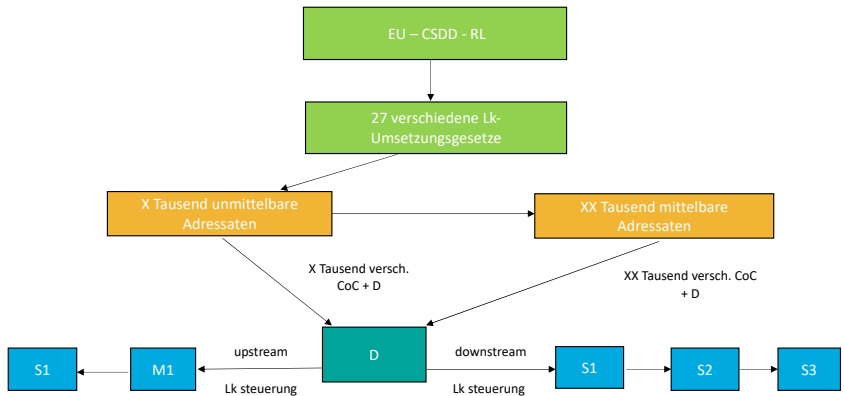 EU – CSDD - RL
27 verschiedene Lk-
Umsetzungsgesetze
X Tausend unmittelbare
Adressaten
XX Tausend mittelbare
Adressaten
X Tausend versch.
CoC + D
XX Tausend versch. CoC
+ D
S1
M1
upstream
Lk steuerung
D
downstream
Lk steuerung
S1
S2
S3